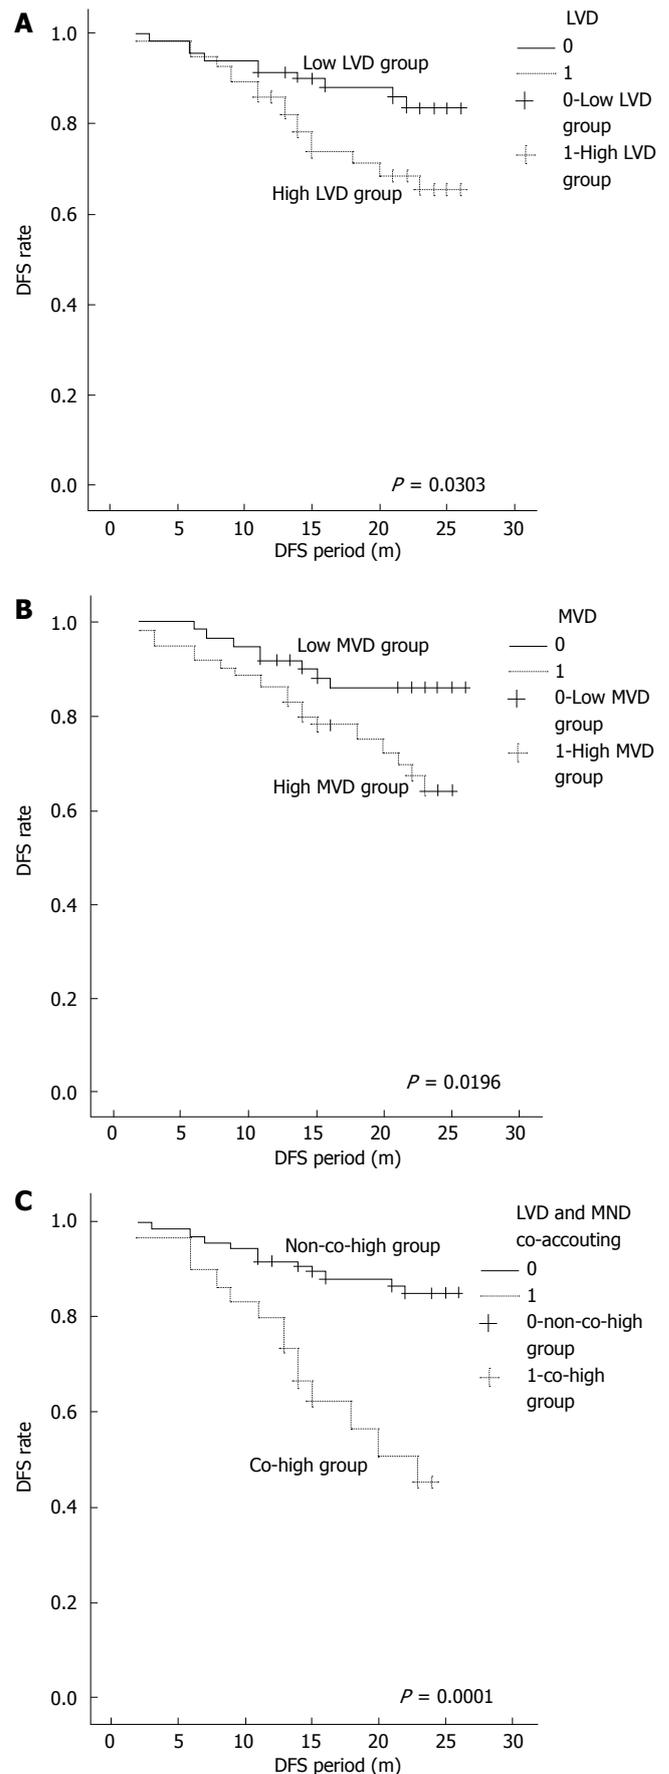 A
LVD
0
1
0-Low LVD
group
1-High LVD
group
Low LVD group
High LVD group
1.0
0.8
0.6
0.4
0.2
0.0
DFS rate
P = 0.0303
0 5 10 15 20 25 30
DFS period (m)
B
MVD
0
1
0-Low MVD
group
1-High MVD
group
Low MVD group
High MVD group
1.0
0.8
0.6
0.4
0.2
0.0
DFS rate
P = 0.0196
0 5 10 15 20 25 30
DFS period (m)
C
LVD and MND
co-accouting
0
1
0-non-co-high
group
1-co-high
group
Non-co-high group
Co-high group
1.0
0.8
0.6
0.4
0.2
0.0
DFS rate
P = 0.0001
0 5 10 15 20 25 30
DFS period (m)